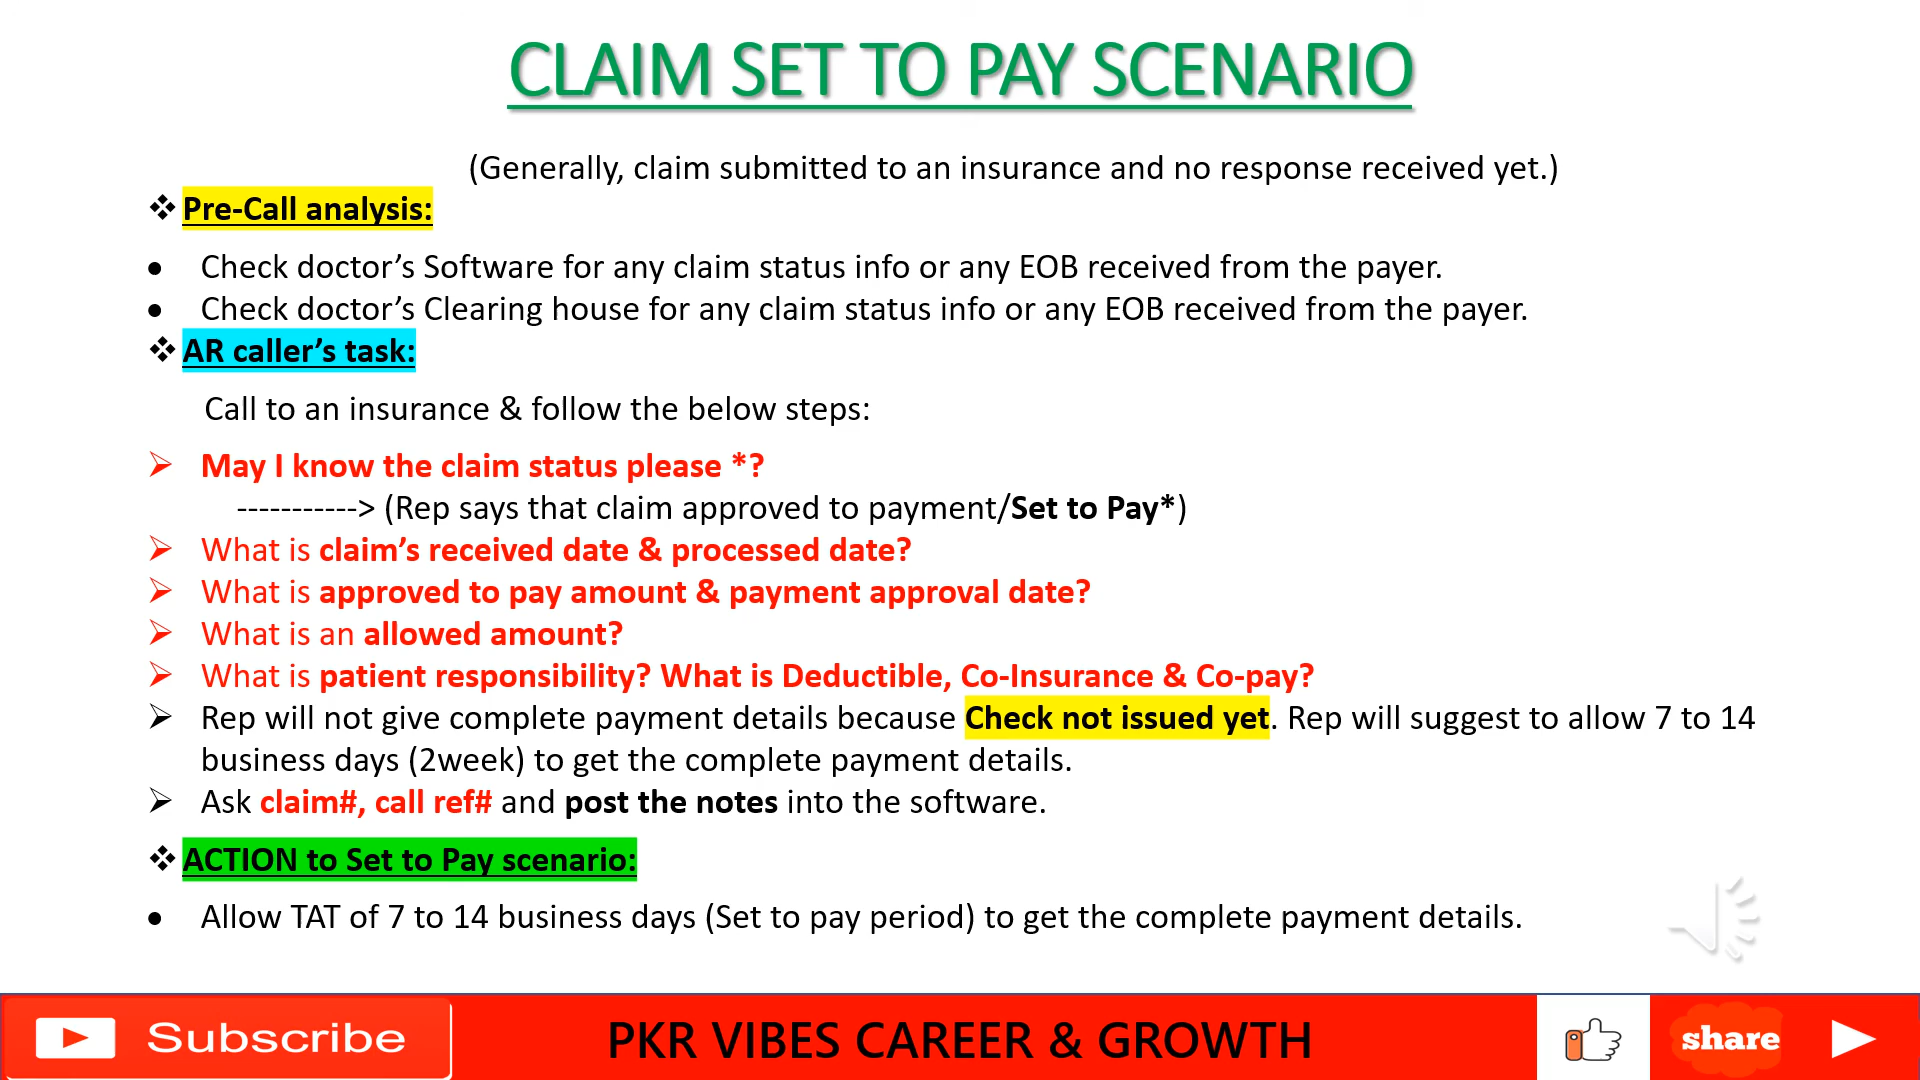 CLAIM SET TO PAY SCENARIO
(Generally, claim submitted to an insurance and no response received yet.)
❖ Pre-Call analysis:
• Check doctor’s Software for any claim status info or any EOB received from the payer.
• Check doctor’s Clearing house for any claim status info or any EOB received from the payer.
❖ AR caller’s task:
Call to an insurance & follow the below steps:
➢ May I know the claim status please *?
-----------> (Rep says that claim approved to payment/Set to Pay*)
➢ What is claim’s received date & processed date?
➢ What is approved to pay amount & payment approval date?
➢ What is an allowed amount?
➢ What is patient responsibility? What is Deductible, Co-Insurance & Co-pay?
➢ Rep will not give complete payment details because Check not issued yet. Rep will suggest to allow 7 to 14
business days (2week) to get the complete payment details.
➢ Ask claim#, call ref# and post the notes into the software.
❖ ACTION to Set to Pay scenario:
• Allow TAT of 7 to 14 business days (Set to pay period) to get the complete payment details.
Subscribe
PKR VIBES CAREER & GROWTH
share